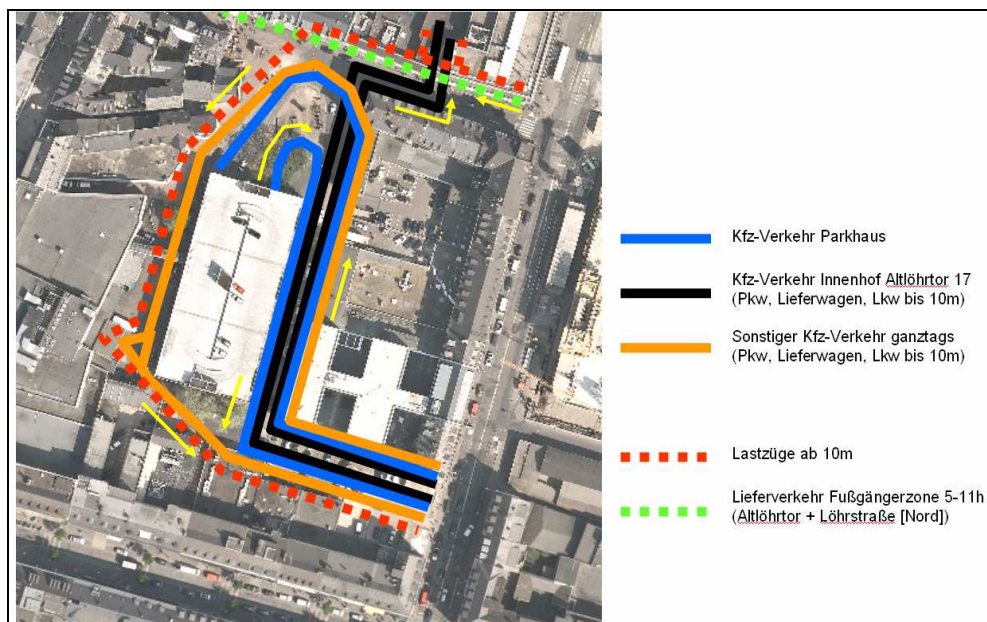 Kfz-Verkehr Parkhaus
Kfz-Verkehr Innenhof Altlöhrtor 17
(Pkw, Lieferwagen, Lkw bis 10m)
Sonstiger Kfz-Verkehr ganztags
(Pkw, Lieferwagen, Lkw bis 10m)
Lastzüge ab 10m
Lieferverkehr Fußgängerzone 5-11h
(Altlöhrtor + Löhrstraße [Nord])